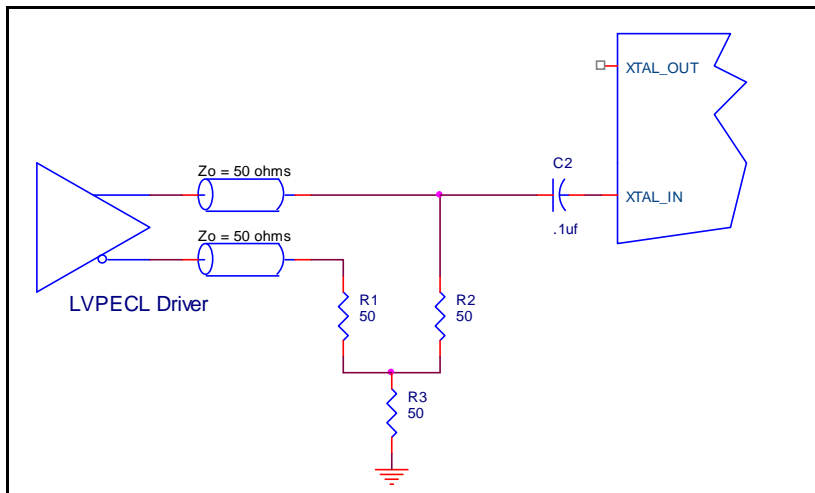 XTAL_OUT
Zo = 50 ohms
C2
XTAL_IN
.1uf
Zo = 50 ohms
LVPECL Driver
R1
50
R2
50
R3
50